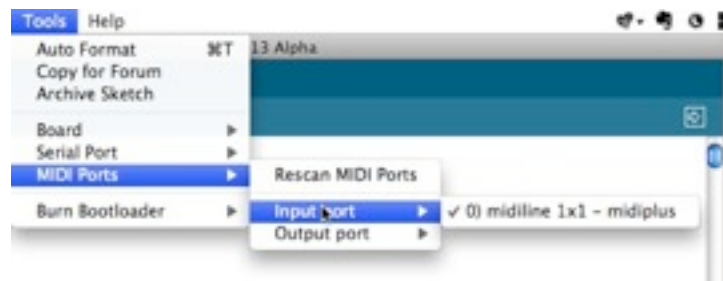 Tools Help
13 Alpha
Auto Format ⌘T
Copy for Forum
Archive Sketch
Board
Serial Port
MIDI Ports
Rescan MIDI Ports
Burn Bootloader
Input port
✓ 0) midiline 1x1 - midiplus
Output port